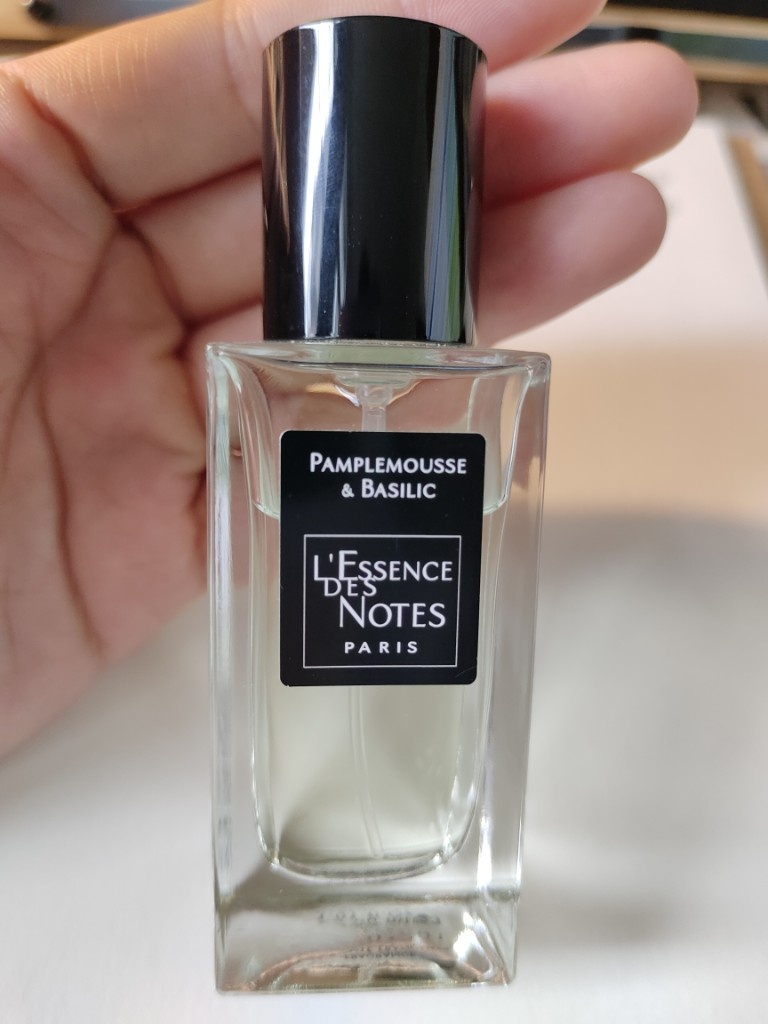 PAMPLEMOUSSE
& BASILIC
L'ESSENCE
DES
NOTES
PARIS